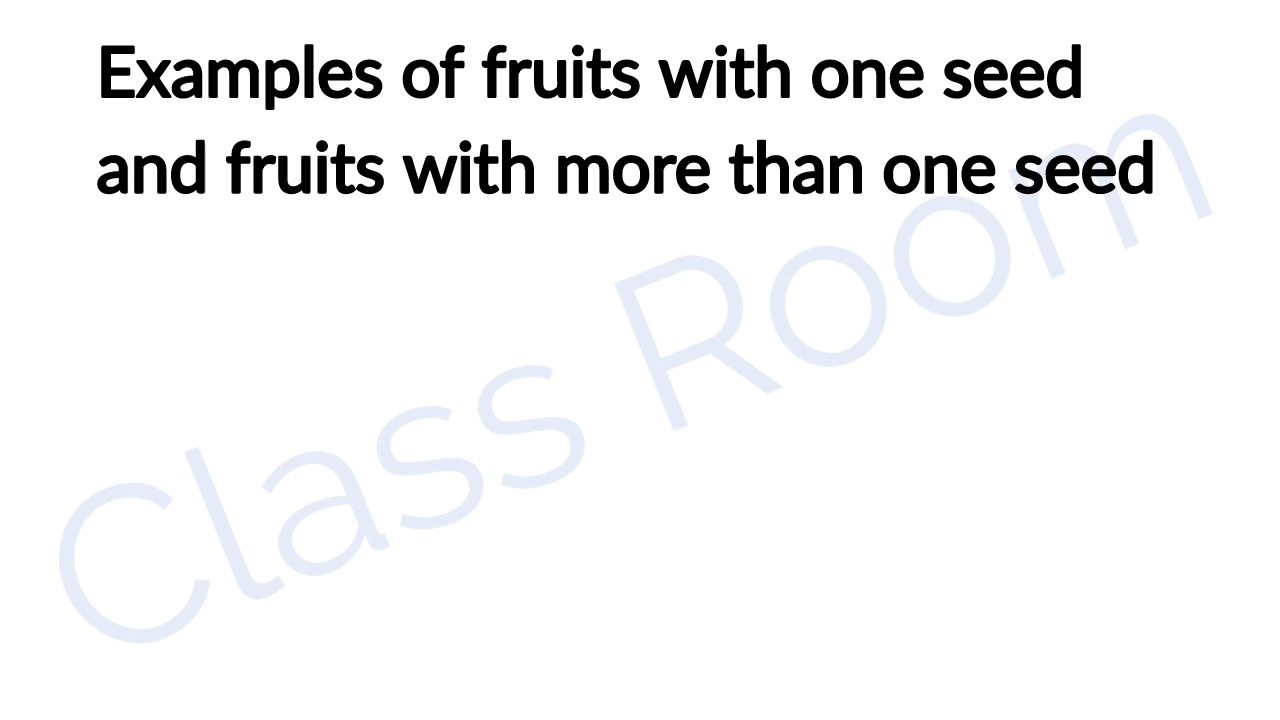 Examples of fruits with one seed
and fruits with more than one seed
Class Room